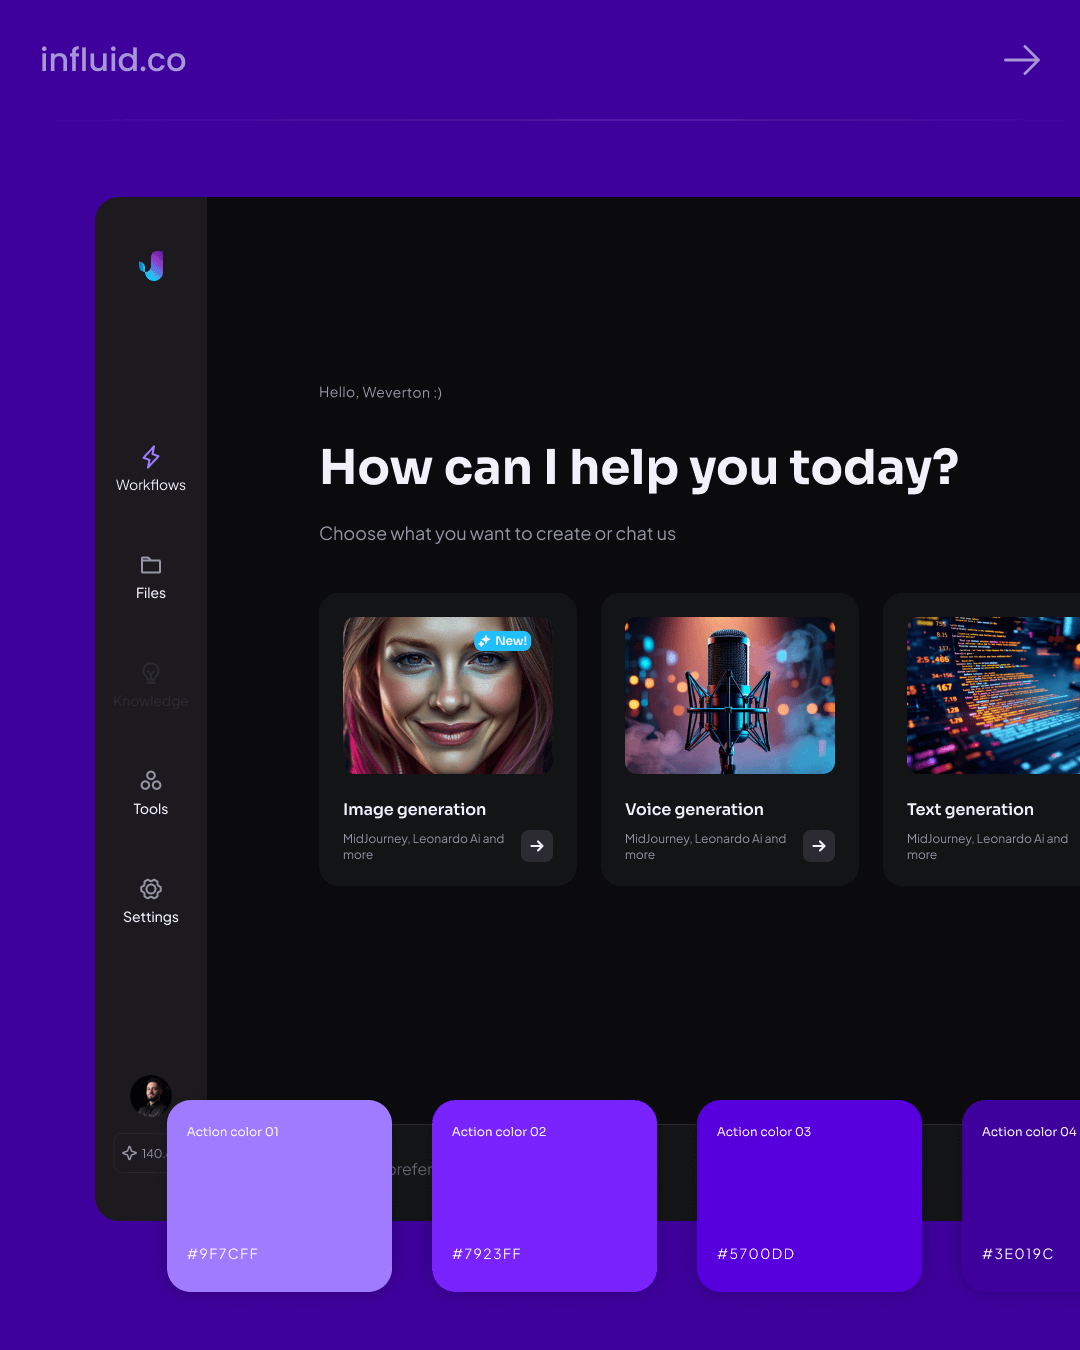 influid.co
Hello, Weverton :)
How can I help you today?
Choose what you want to create or chat us
Workflows
Files
Knowledge
Tools
Settings
New!
Image generation
MidJourney, Leonardo Ai and
more
Voice generation
MidJourney, Leonardo Ai and
more
Text generation
MidJourney, Leonardo Ai and
more
140.
prefer
Action color 01
#9F7CFF
Action color 02
#7923FF
Action color 03
#5700DD
Action color 04
#3E019C